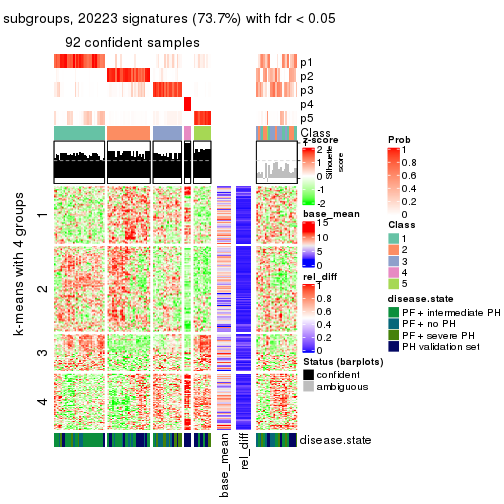 subgroups, 20223 signatures (73.7%) with fdr < 0.05
92 confident samples
p1
p2
p3
p4
p5
Class
z-score
2
1
0
-1
-2
Silhouette
score
1
base_mean
15
10
5
0
rel_diff
1
0.8
0.6
0.4
0.2
0
Status (barplots)
confident
ambiguous
Prob
1
0.8
0.6
0.4
0.2
0
Class
1
2
3
4
5
disease.state
PF+ intermediate PH
PF+ no PH
PF+ severe PH
PH validation set
k-means with 4 groups
1
2
3
4
disease.state
base_mean
rel_diff